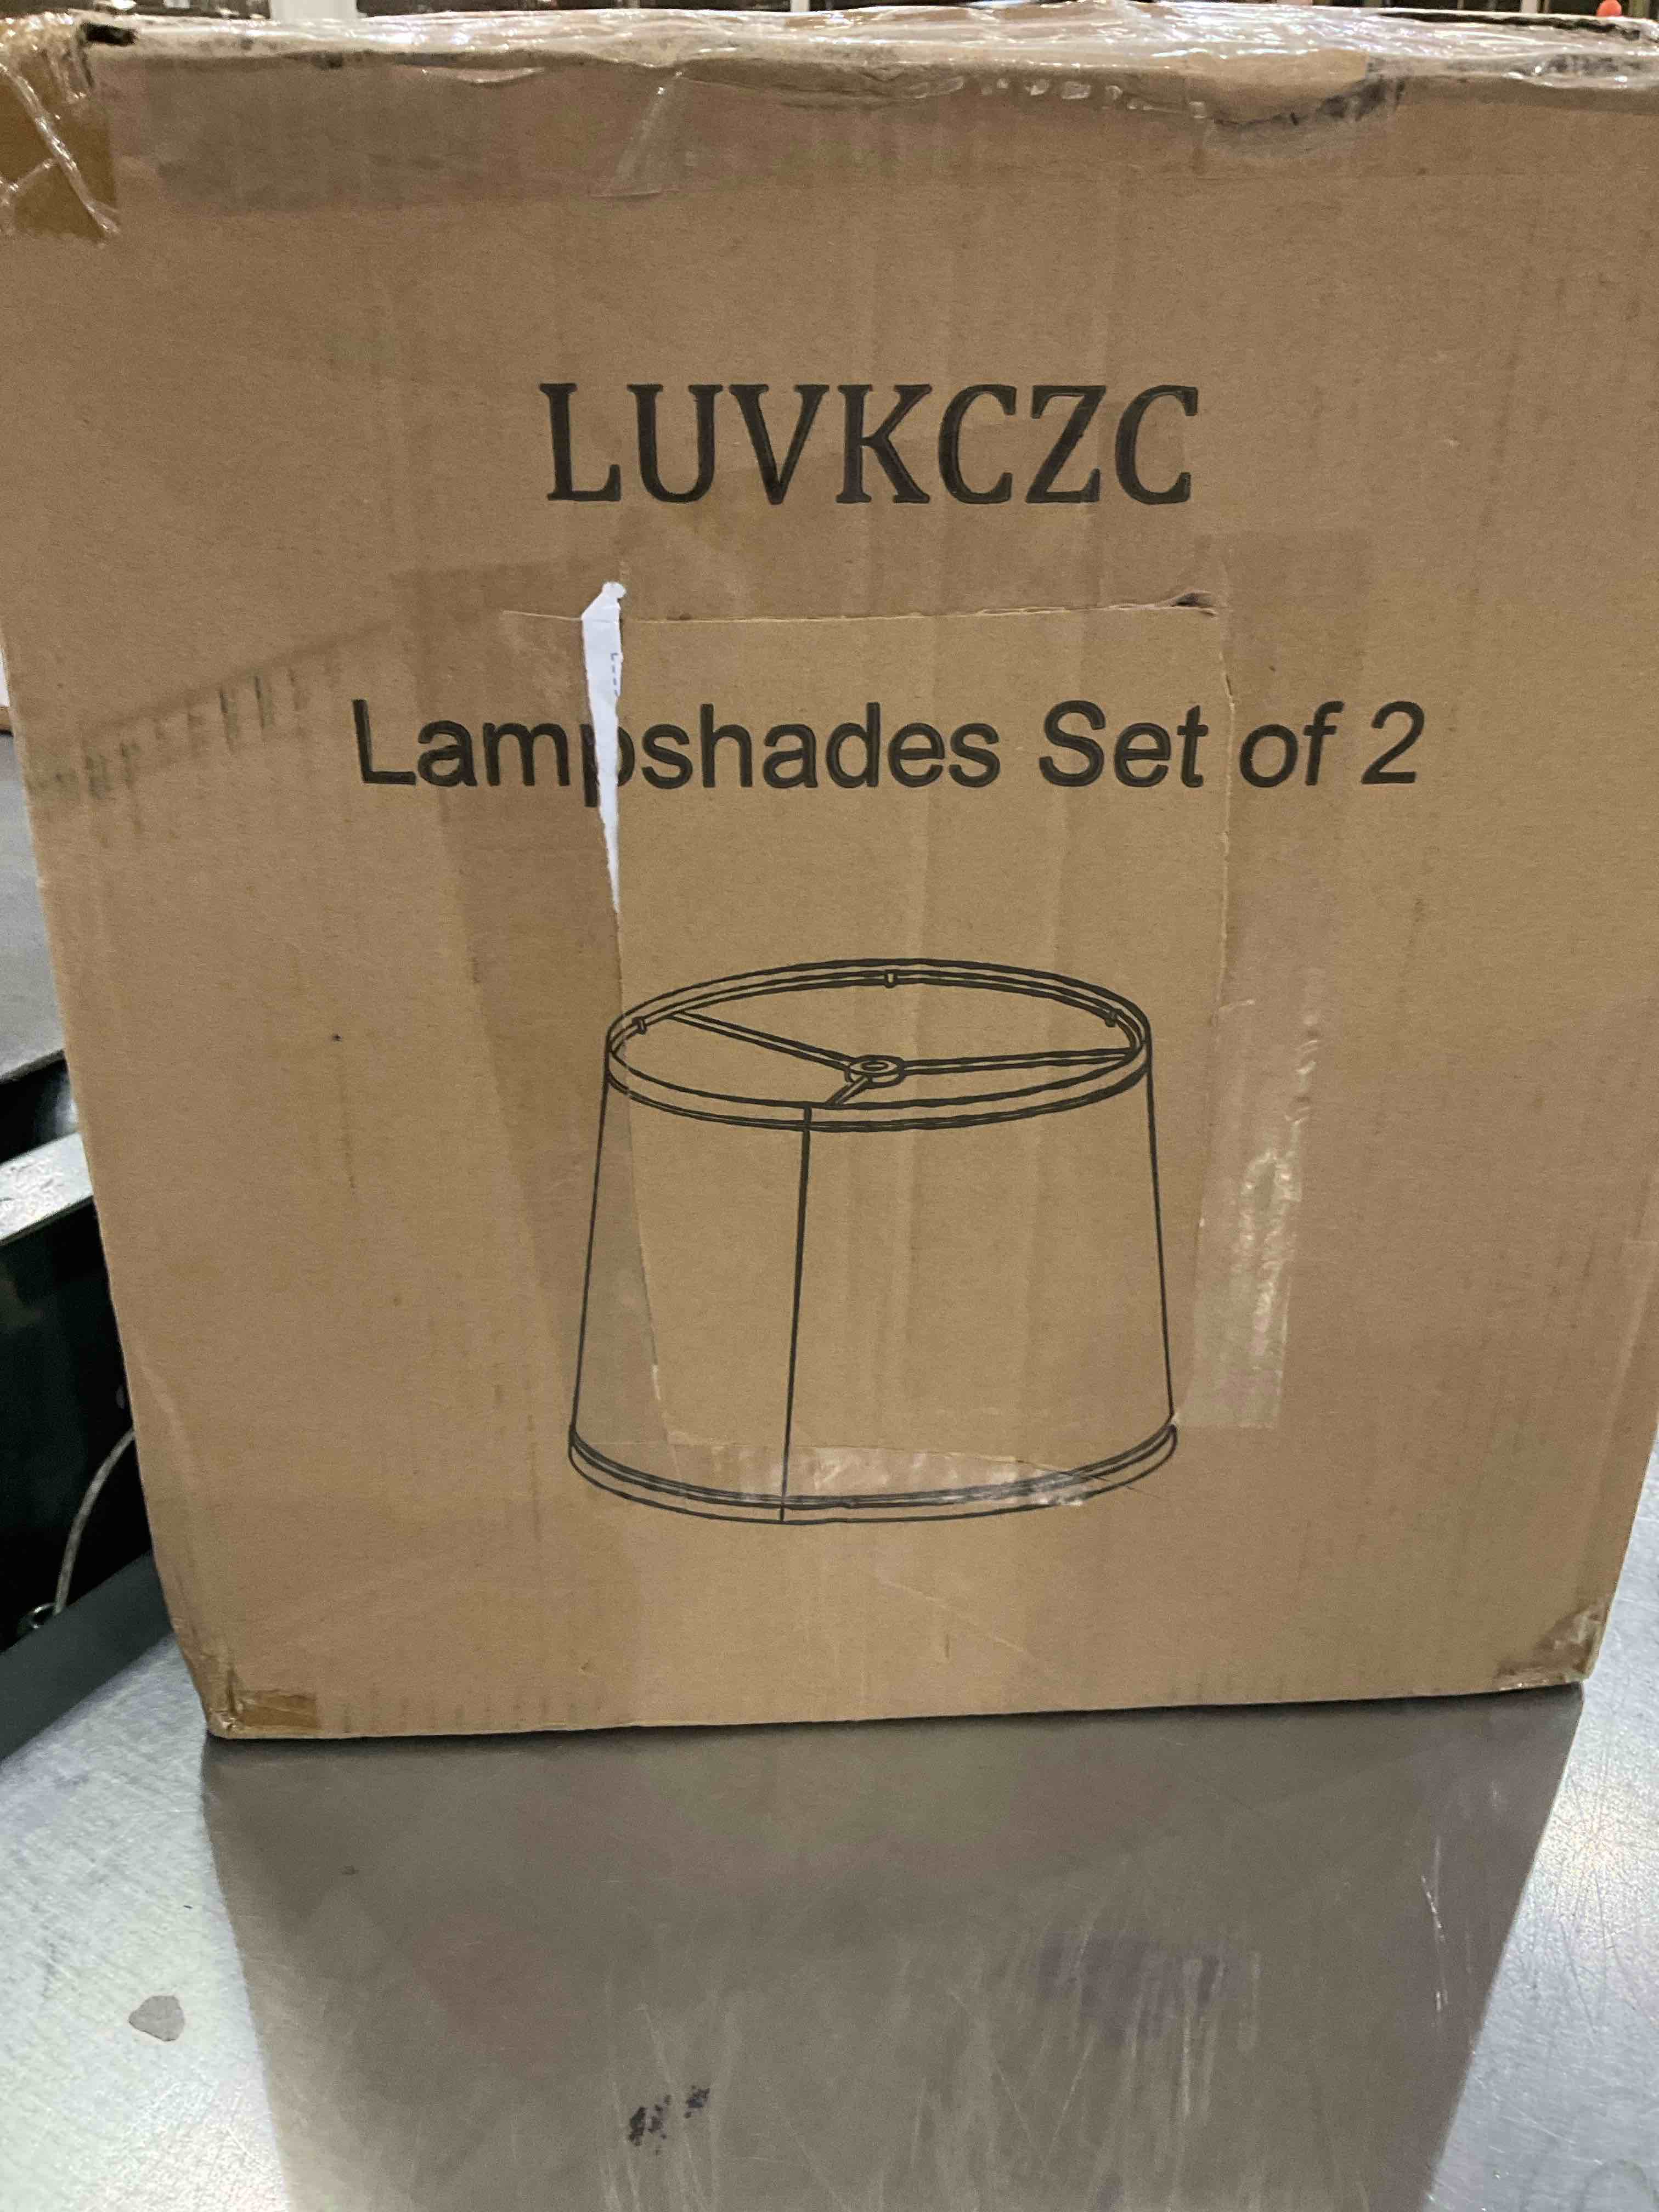 LUVKCZC
Lampshades Set of 2